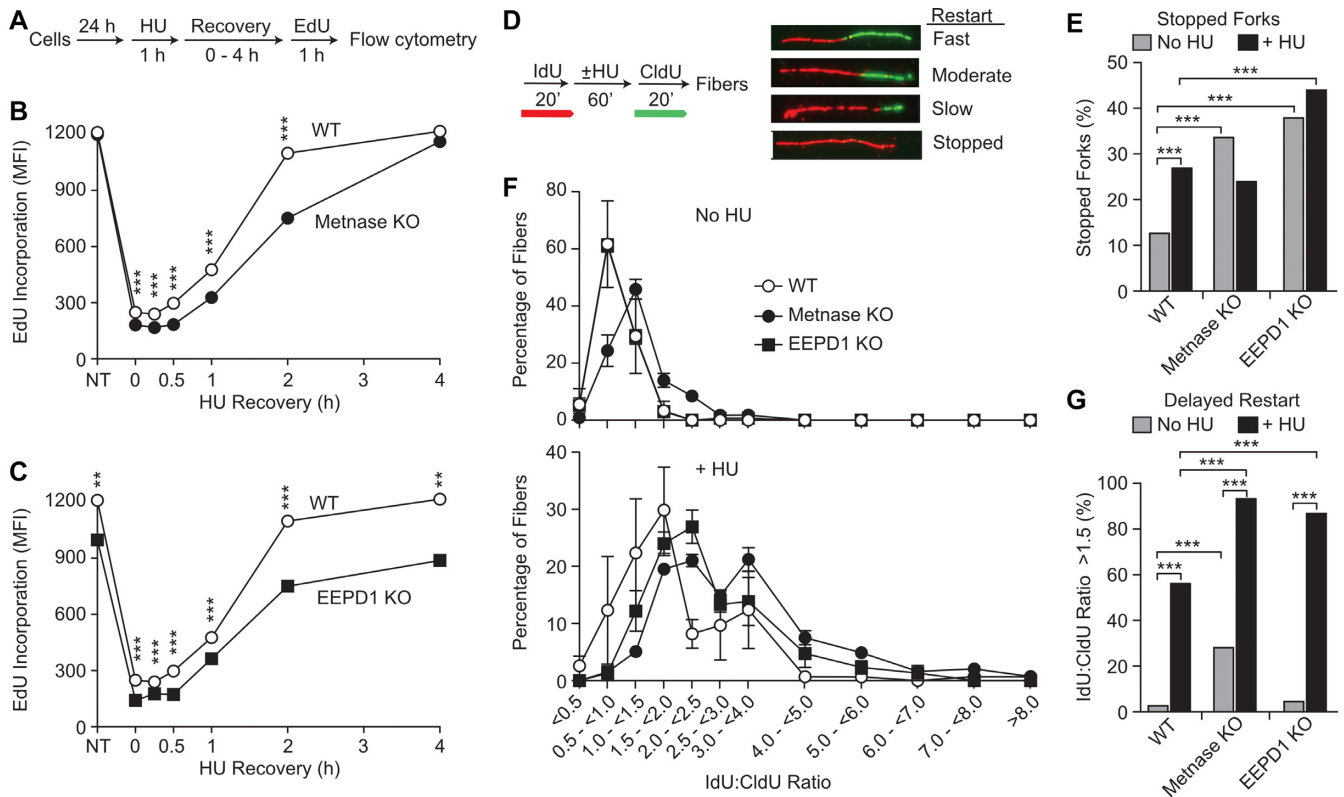 A
Cells
24 h
HU
1 h
Recovery
0 - 4 h
EdU
1 h
Flow cytometry
B
EdU Incorporation (MFI)
1200
900
600
300
0
***
***
***
***
***
WT
Metnase KO
NT 0 0.5 1 2 3 4
HU Recovery (h)
C
EdU Incorporation (MFI)
1200
900
600
300
0
**
***
***
***
***
***
**
WT
EEPD1 KO
NT 0 0.5 1 2 3 4
HU Recovery (h)
D
IdU
20’
±HU
60’
CldU
20’
Fibers
Restart
Fast
Moderate
Slow
Stopped
F
Percentage of Fibers
80
60
40
20
0
No HU
WT
Metnase KO
EEPD1 KO
Percentage of Fibers
40
30
20
10
0
+ HU
<0.5
0.5 - <1.0
1.0 - <1.5
1.5 - <2.0
2.0 - <2.5
2.5 - <3.0
3.0 - <4.0
4.0 - <5.0
5.0 - <6.0
6.0 - <7.0
7.0 - <8.0
>8.0
IdU:CldU Ratio
E
Stopped Forks
No HU + HU
Stopped Forks (%)
50
40
30
20
10
0
***
***
***
***
WT
Metnase KO
EEPD1 KO
G
Delayed Restart
No HU + HU
IdU:CldU Ratio >1.5 (%)
100
80
60
40
20
0
***
***
***
***
***
***
WT
Metnase KO
EEPD1 KO